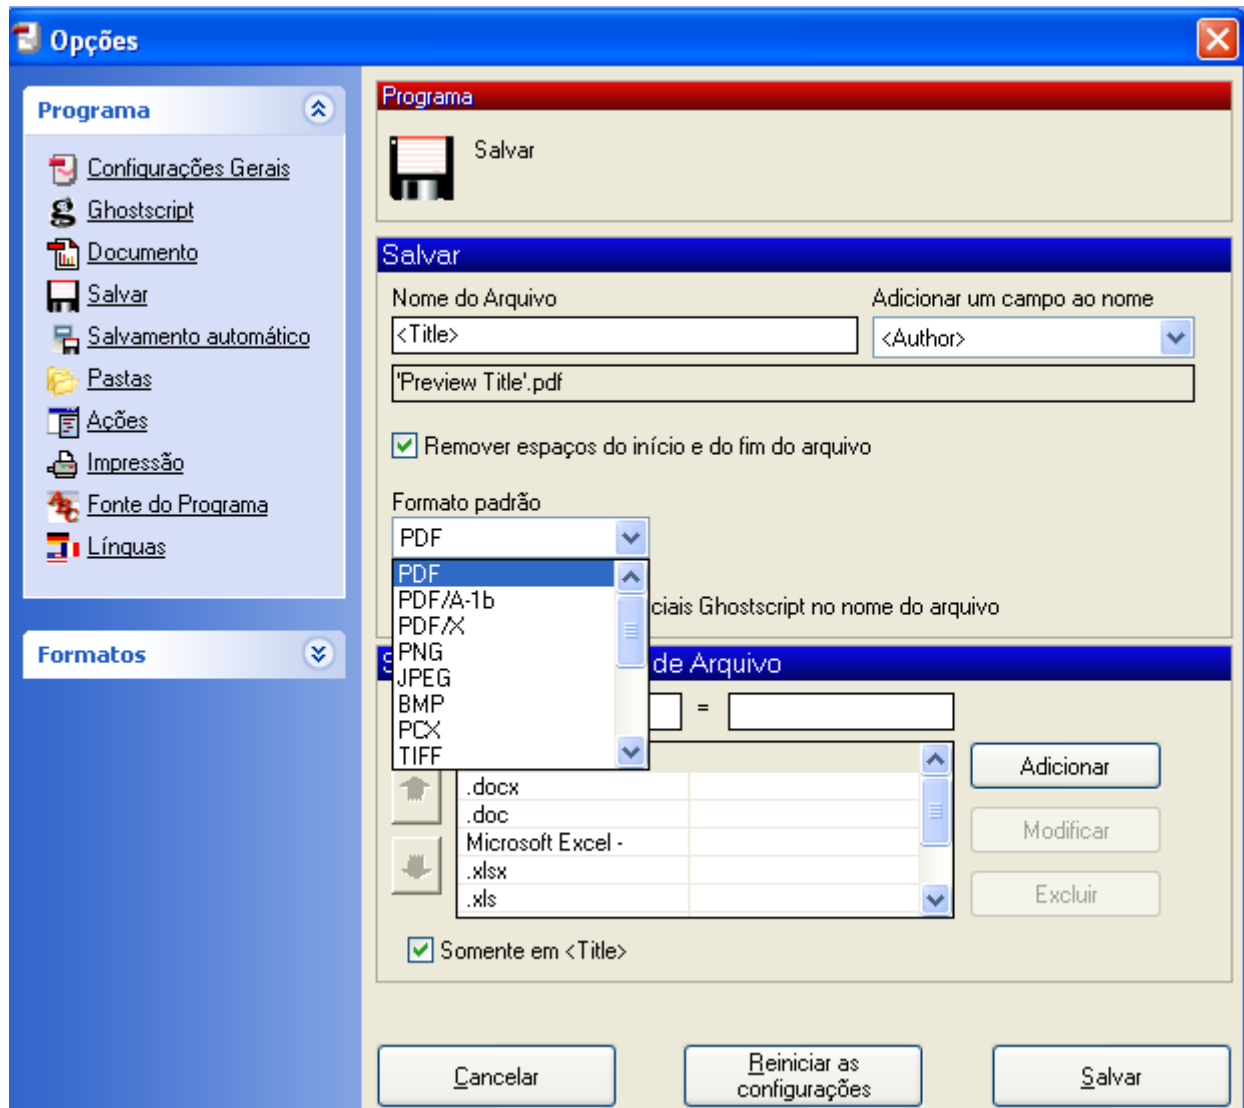 Opções
Programa
Configurações Gerais
Ghostscript
Documento
Salvar
Salvamento automático
Pastas
Ações
Impressão
Fonte do Programa
Línguas
Formatos
Programa
Salvar
Salvar
Nome do Arquivo
Adicionar um campo ao nome
<Title>
<Author>
'Preview Title'.pdf
Remover espaços do início e do fim do arquivo
Formato padrão
PDF
PDF
PDF/A-1b
PDF/X
PNG
JPEG
BMP
PCX
TIFF
ciais Ghostscript no nome do arquivo
de Arquivo
=
.docx
.doc
Microsoft Excel -
.xlsx
.xls
Adicionar
Modificar
Excluir
Somente em <Title>
Cancelar
Reiniciar as
configurações
Salvar